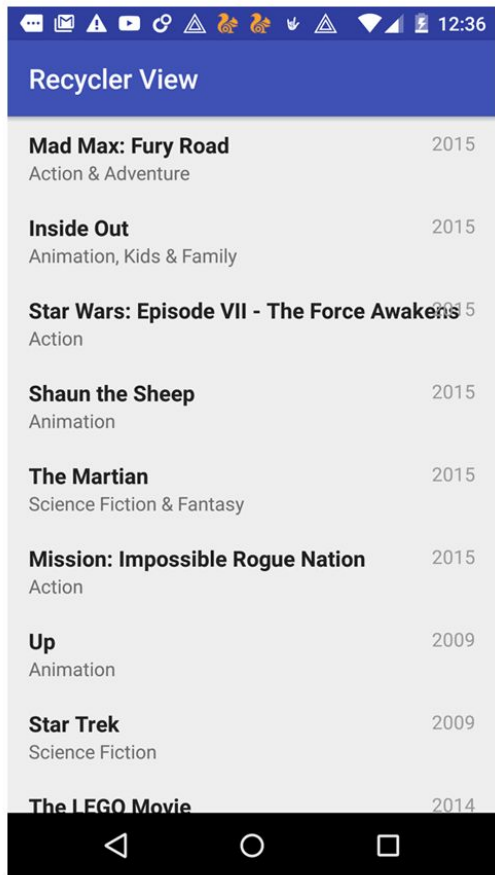 12:36
Recycler View
Mad Max: Fury Road 2015
Action & Adventure
Inside Out 2015
Animation, Kids & Family
Star Wars: Episode VII - The Force Awakens 2015
Action
Shaun the Sheep 2015
Animation
The Martian 2015
Science Fiction & Fantasy
Mission: Impossible Rogue Nation 2015
Action
Up 2009
Animation
Star Trek 2009
Science Fiction
The LEGO Movie 2014